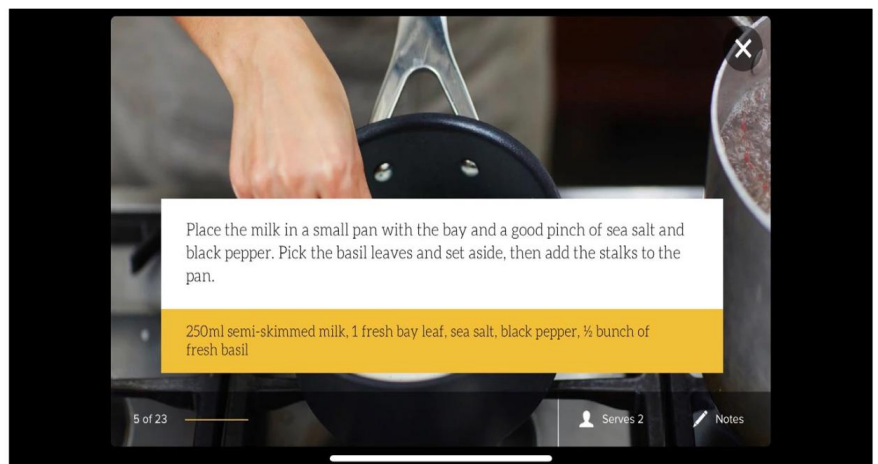 Place the milk in a small pan with the bay and a good pinch of sea salt and
black pepper. Pick the basil leaves and set aside, then add the stalks to the
pan.
250ml semi-skimmed milk, 1 fresh bay leaf, sea salt, black pepper, ½ bunch of
fresh basil
5 of 23
Serves 2
Notes